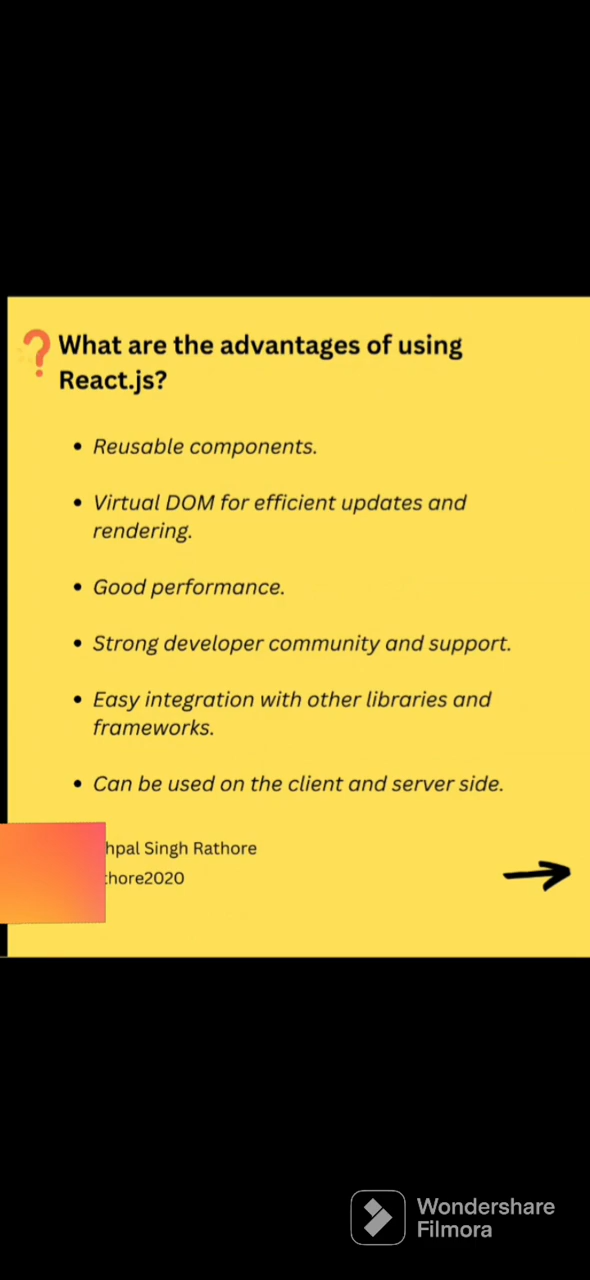 What are the advantages of using
React.js?
• Reusable components.
• Virtual DOM for efficient updates and
rendering.
• Good performance.
• Strong developer community and support.
• Easy integration with other libraries and
frameworks.
• Can be used on the client and server side.
Singh Rathore
Wondershare
Filmora